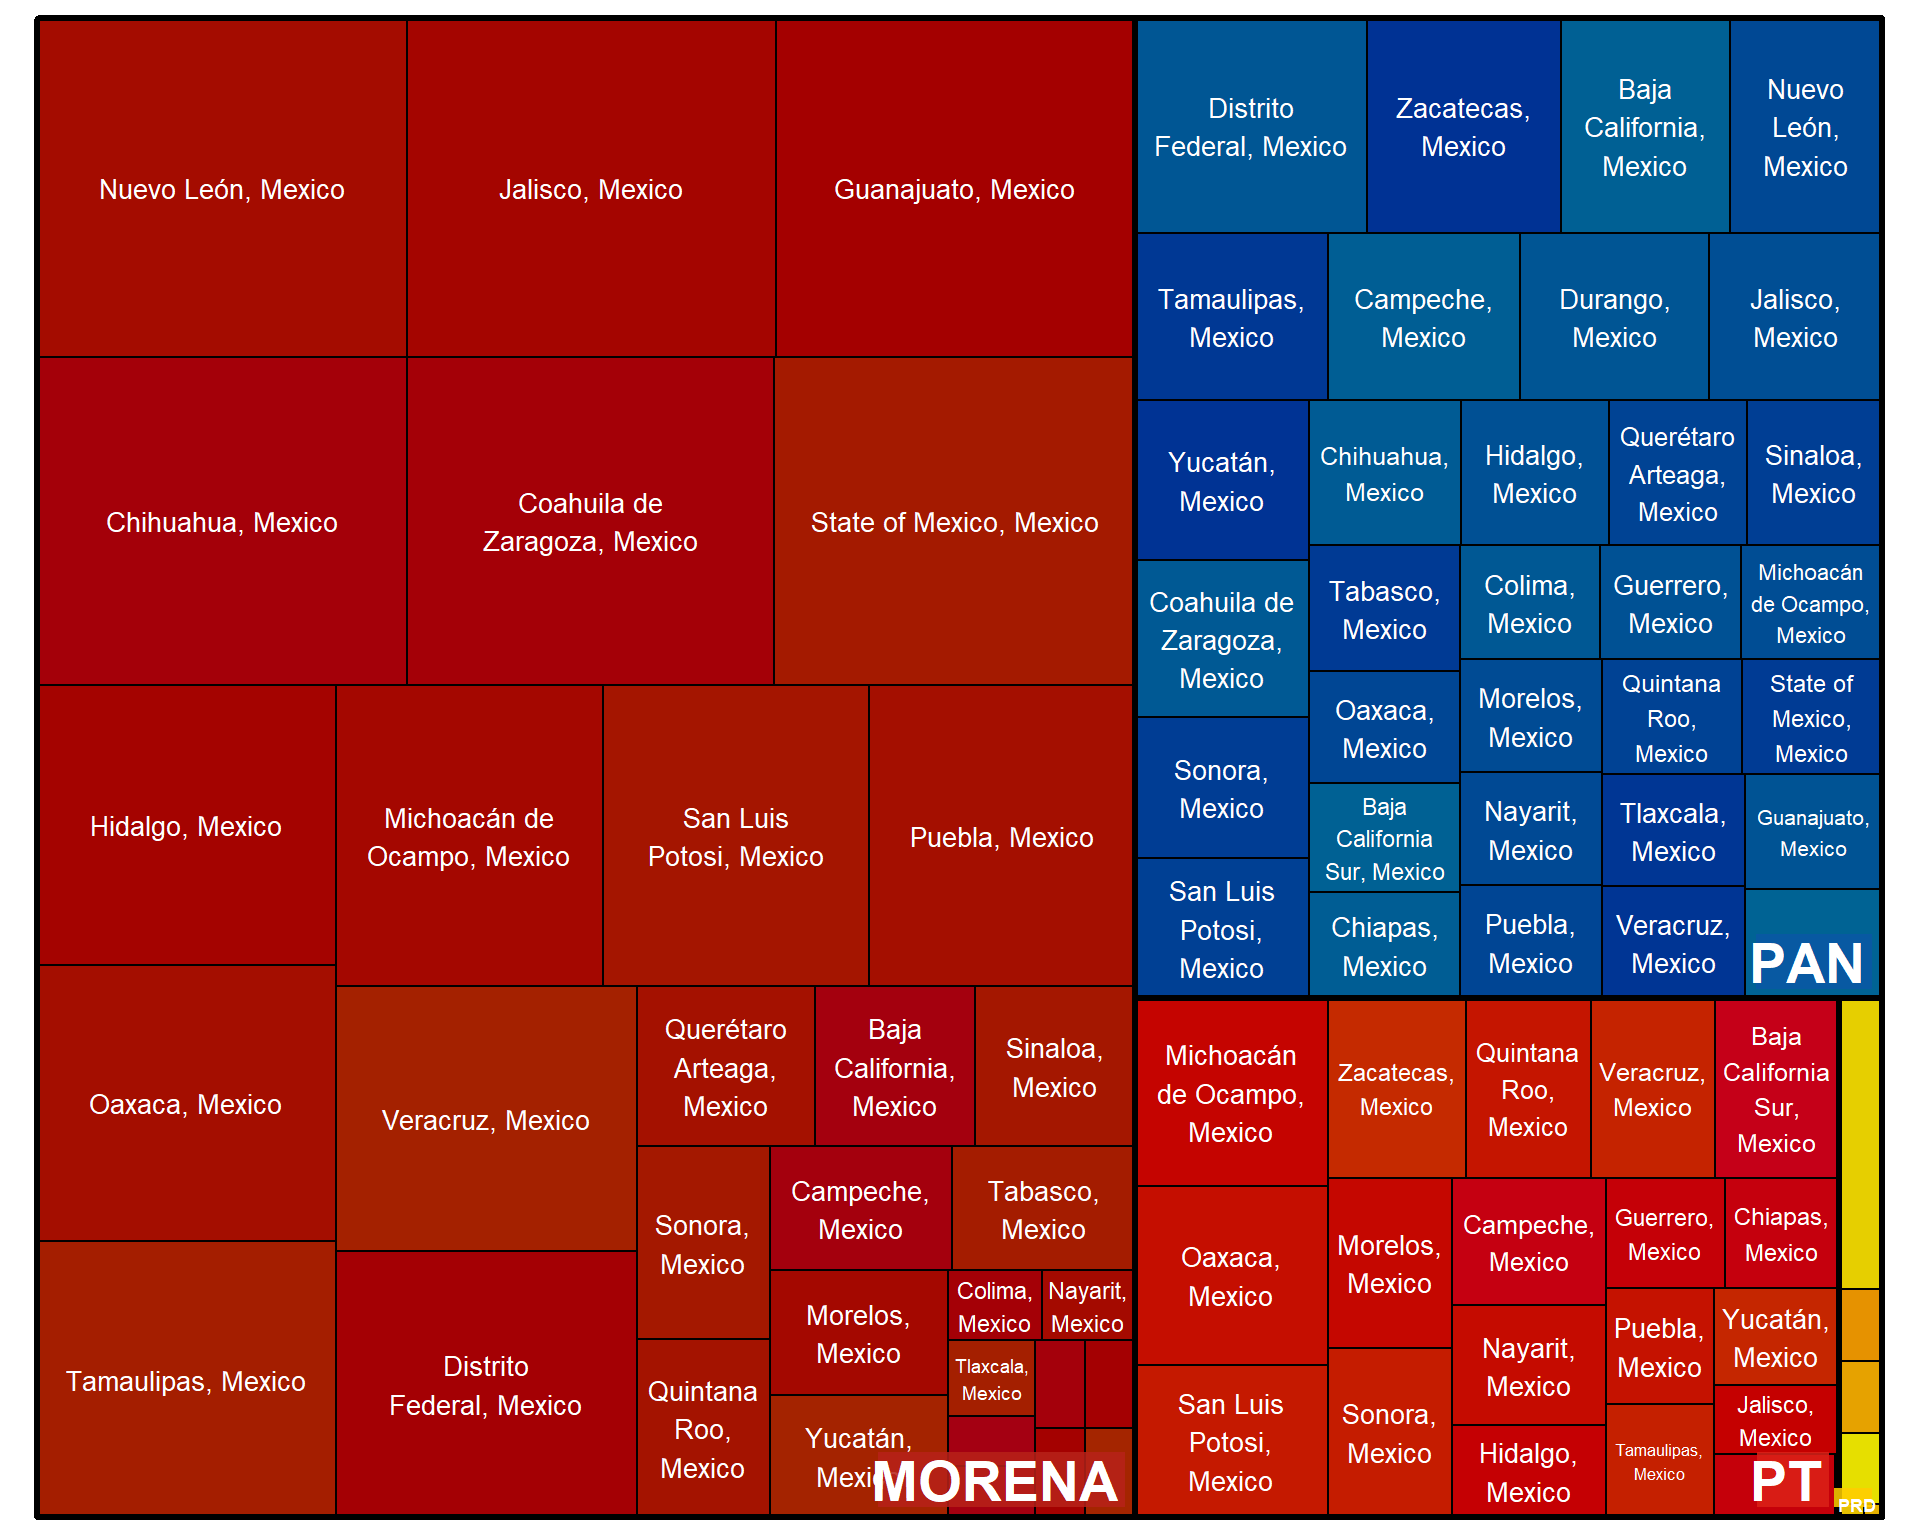 Nuevo León, Mexico
Jalisco, Mexico
Guanajuato, Mexico
Chihuahua, Mexico
Coahuila de
Zaragoza, Mexico
State of Mexico, Mexico
Hidalgo, Mexico
Michoacán de
Ocampo, Mexico
San Luis
Potosi, Mexico
Puebla, Mexico
Oaxaca, Mexico
Tamaulipas, Mexico
Veracruz, Mexico
Distrito
Federal, Mexico
Querétaro
Arteaga,
Mexico
Baja
California,
Mexico
Sinaloa,
Mexico
Sonora,
Mexico
Quintana
Roo,
Mexico
Campeche,
Mexico
Tabasco,
Mexico
Morelos,
Mexico
Yucatán,
Mexico
Colima,
Mexico
Nayarit,
Mexico
Tlaxcala,
Mexico
MORENA
Distrito
Federal, Mexico
Zacatecas,
Mexico
Baja
California,
Mexico
Nuevo
León,
Mexico
Tamaulipas,
Mexico
Campeche,
Mexico
Durango,
Mexico
Jalisco,
Mexico
Yucatán,
Mexico
Coahuila de
Zaragoza,
Mexico
Sonora,
Mexico
San Luis
Potosi,
Mexico
Chihuahua,
Mexico
Hidalgo,
Mexico
Querétaro
Arteaga,
Mexico
Sinaloa,
Mexico
Tabasco,
Mexico
Oaxaca,
Mexico
Baja
California
Sur, Mexico
Chiapas,
Mexico
Colima,
Mexico
Guerrero,
Mexico
Michoacán
de Ocampo,
Mexico
Morelos,
Mexico
Quintana
Roo,
Mexico
State of
Mexico,
Mexico
Nayarit,
Mexico
Tlaxcala,
Mexico
Guanajuato,
Mexico
Puebla,
Mexico
Veracruz,
Mexico
PAN
Michoacán
de Ocampo,
Mexico
Oaxaca,
Mexico
San Luis
Potosi,
Mexico
Zacatecas,
Mexico
Quintana
Roo,
Mexico
Veracruz,
Mexico
Baja
California
Sur,
Mexico
Morelos,
Mexico
Sonora,
Mexico
Campeche,
Mexico
Guerrero,
Mexico
Chiapas,
Mexico
Nayarit,
Mexico
Hidalgo,
Mexico
Puebla,
Mexico
Yucatán,
Mexico
Tamaulipas,
Mexico
Jalisco,
Mexico
PT
PRD